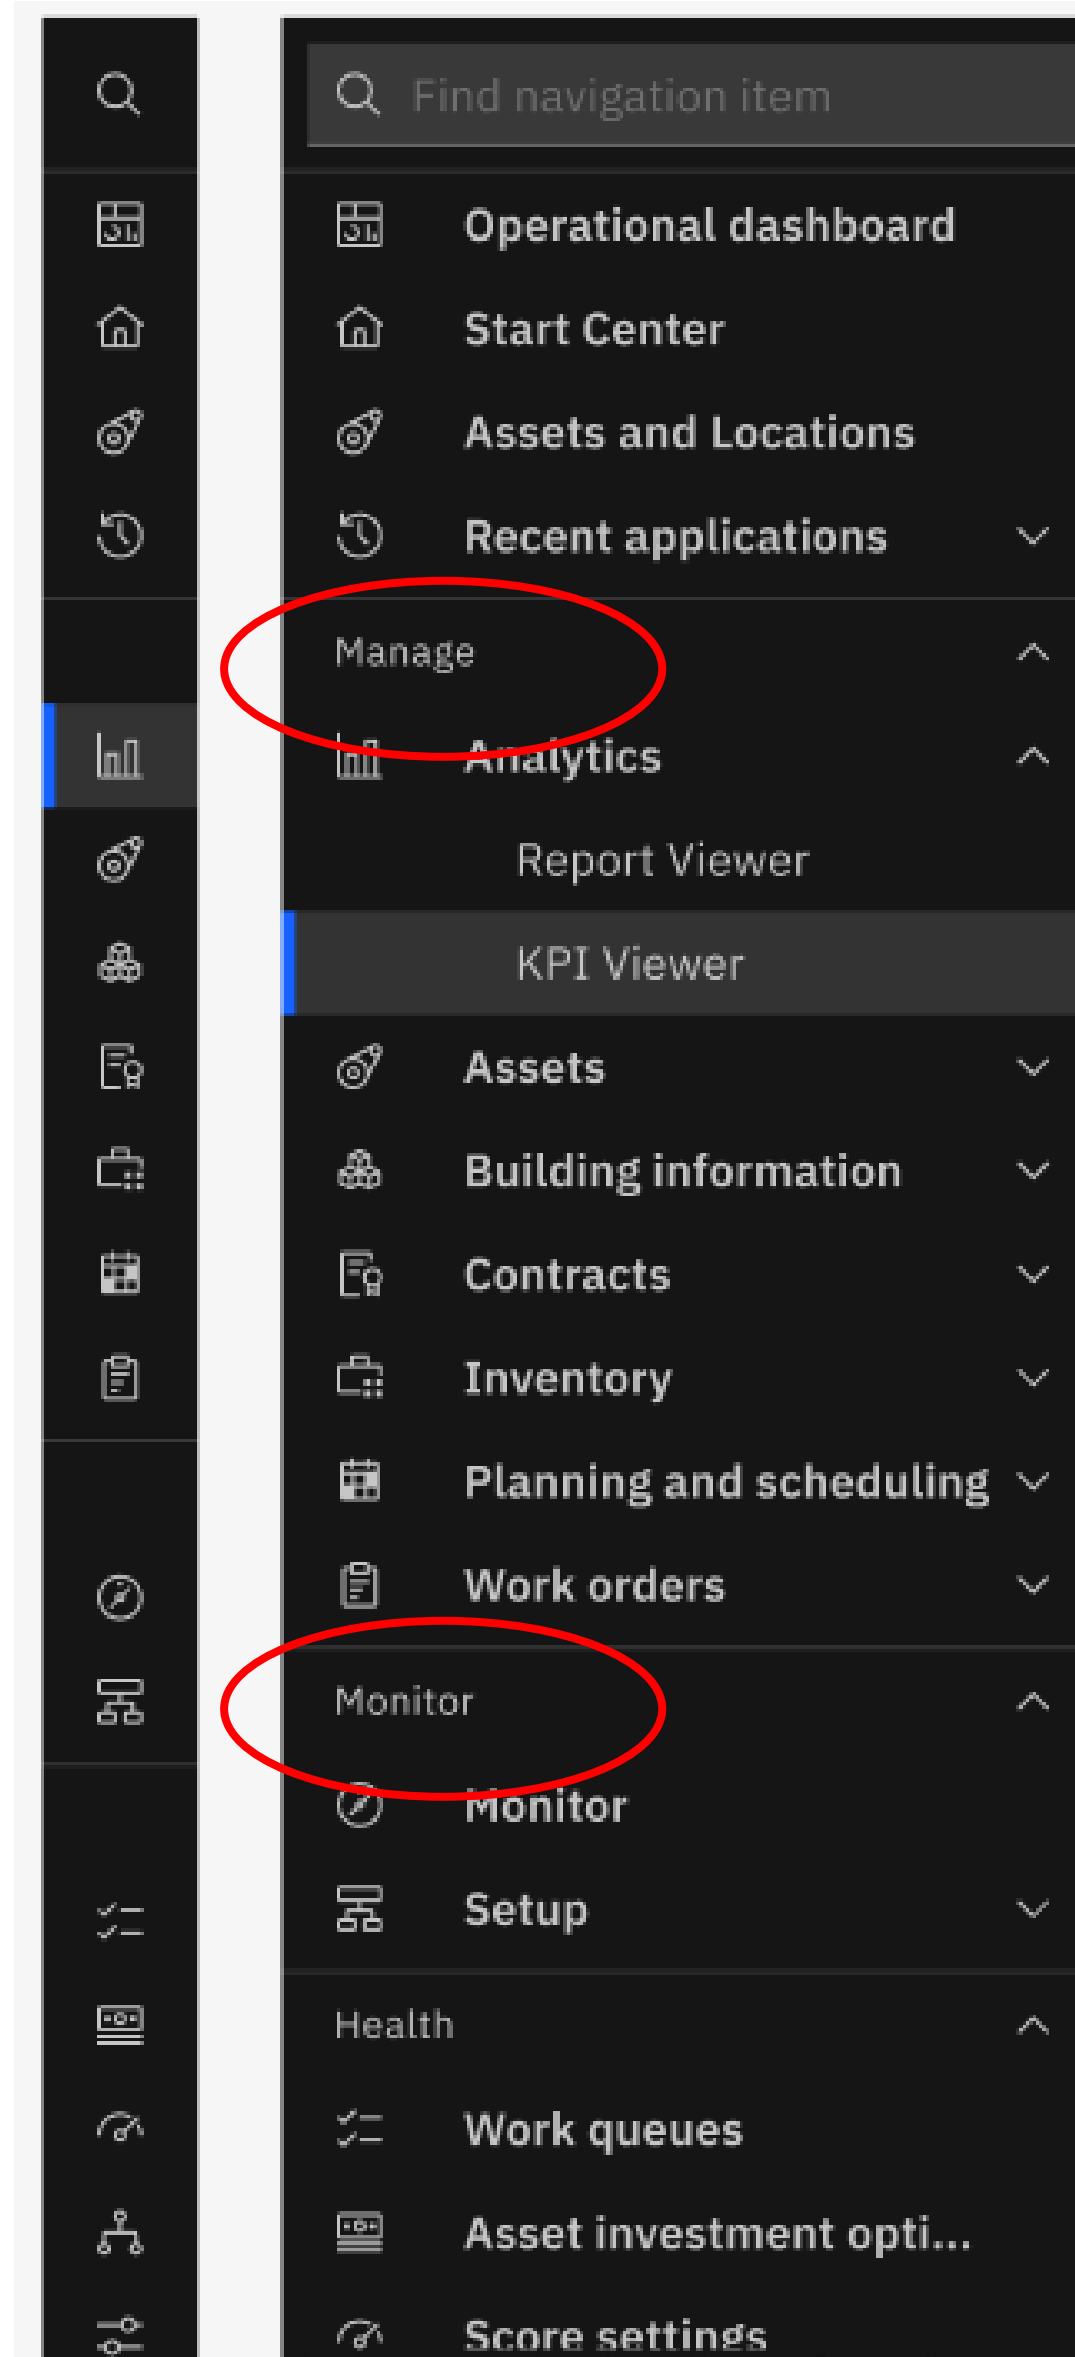 Find navigation item
Operational dashboard
Start Center
Assets and Locations
Recent applications
Manage
Analytics
Report Viewer
KPI Viewer
Assets
Building information
Contracts
Inventory
Planning and scheduling
Work orders
Monitor
Monitor
Setup
Health
Work queues
Asset investment opti...
Score settings